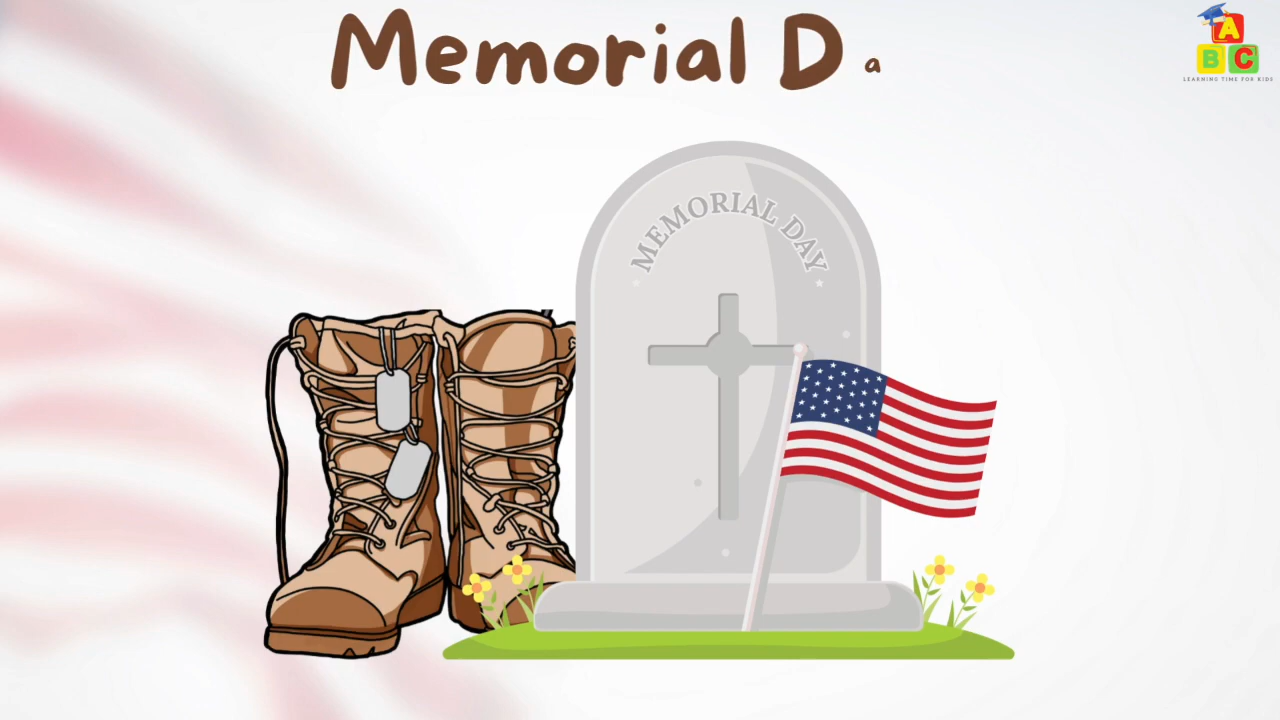 Memorial D a
A
B C
LEARNING TIME FOR KIDS
MEMORIAL DAY